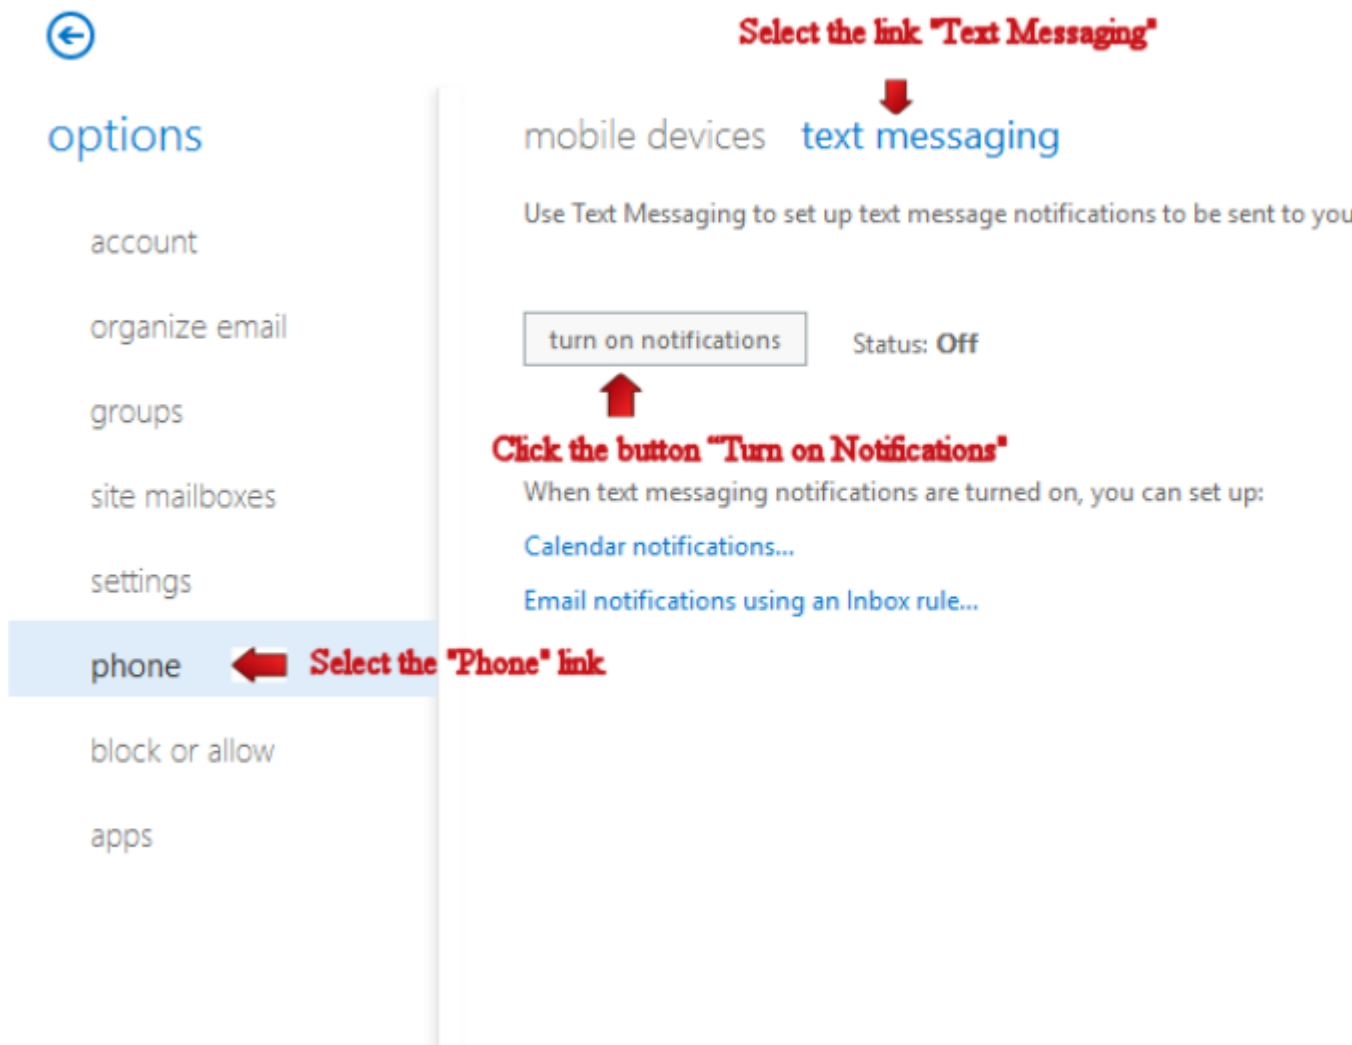 Select the link "Text Messaging"
options
mobile devices text messaging
Use Text Messaging to set up text message notifications to be sent to you
account
organize email
turn on notifications Status: Off
groups
Click the button “Turn on Notifications"
site mailboxes
When text messaging notifications are turned on, you can set up:
Calendar notifications...
settings
Email notifications using an Inbox rule...
phone Select the "Phone" link
block or allow
apps